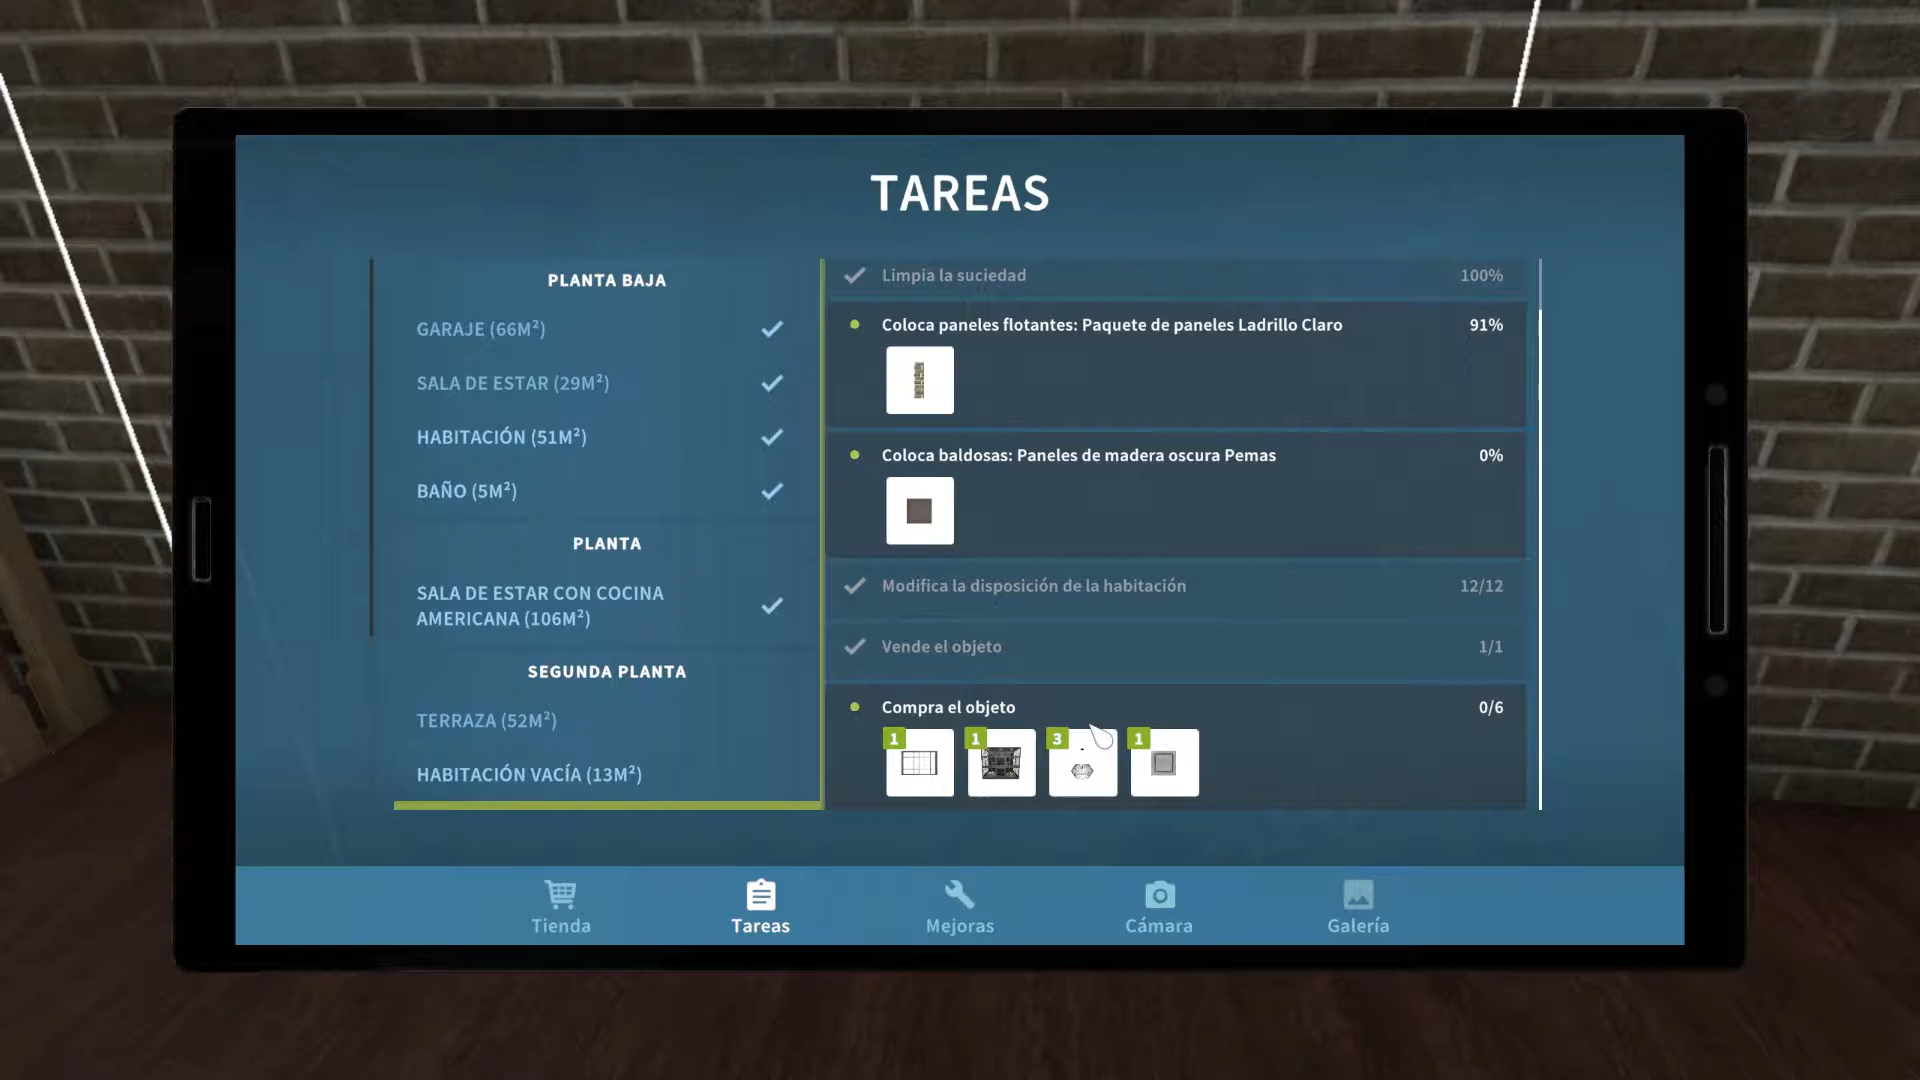 TAREAS
PLANTA BAJA
GARAJE (66M²)
SALA DE ESTAR (29M²)
HABITACIÓN (51M²)
BAÑO (5M²)
PLANTA
SALA DE ESTAR CON COCINA
AMERICANA (106M²)
SEGUNDA PLANTA
TERRAZA (52M²)
HABITACIÓN VACÍA (13M²)
Limpia la suciedad 100%
Coloca paneles flotantes: Paquete de paneles Ladrillo Claro 91%
Coloca baldosas: Paneles de madera oscura Pemas 0%
Modifica la disposición de la habitación 12/12
Vende el objeto 1/1
Compra el objeto 0/6
1 1 3 1
Tienda Tareas Mejoras Cámara Galería